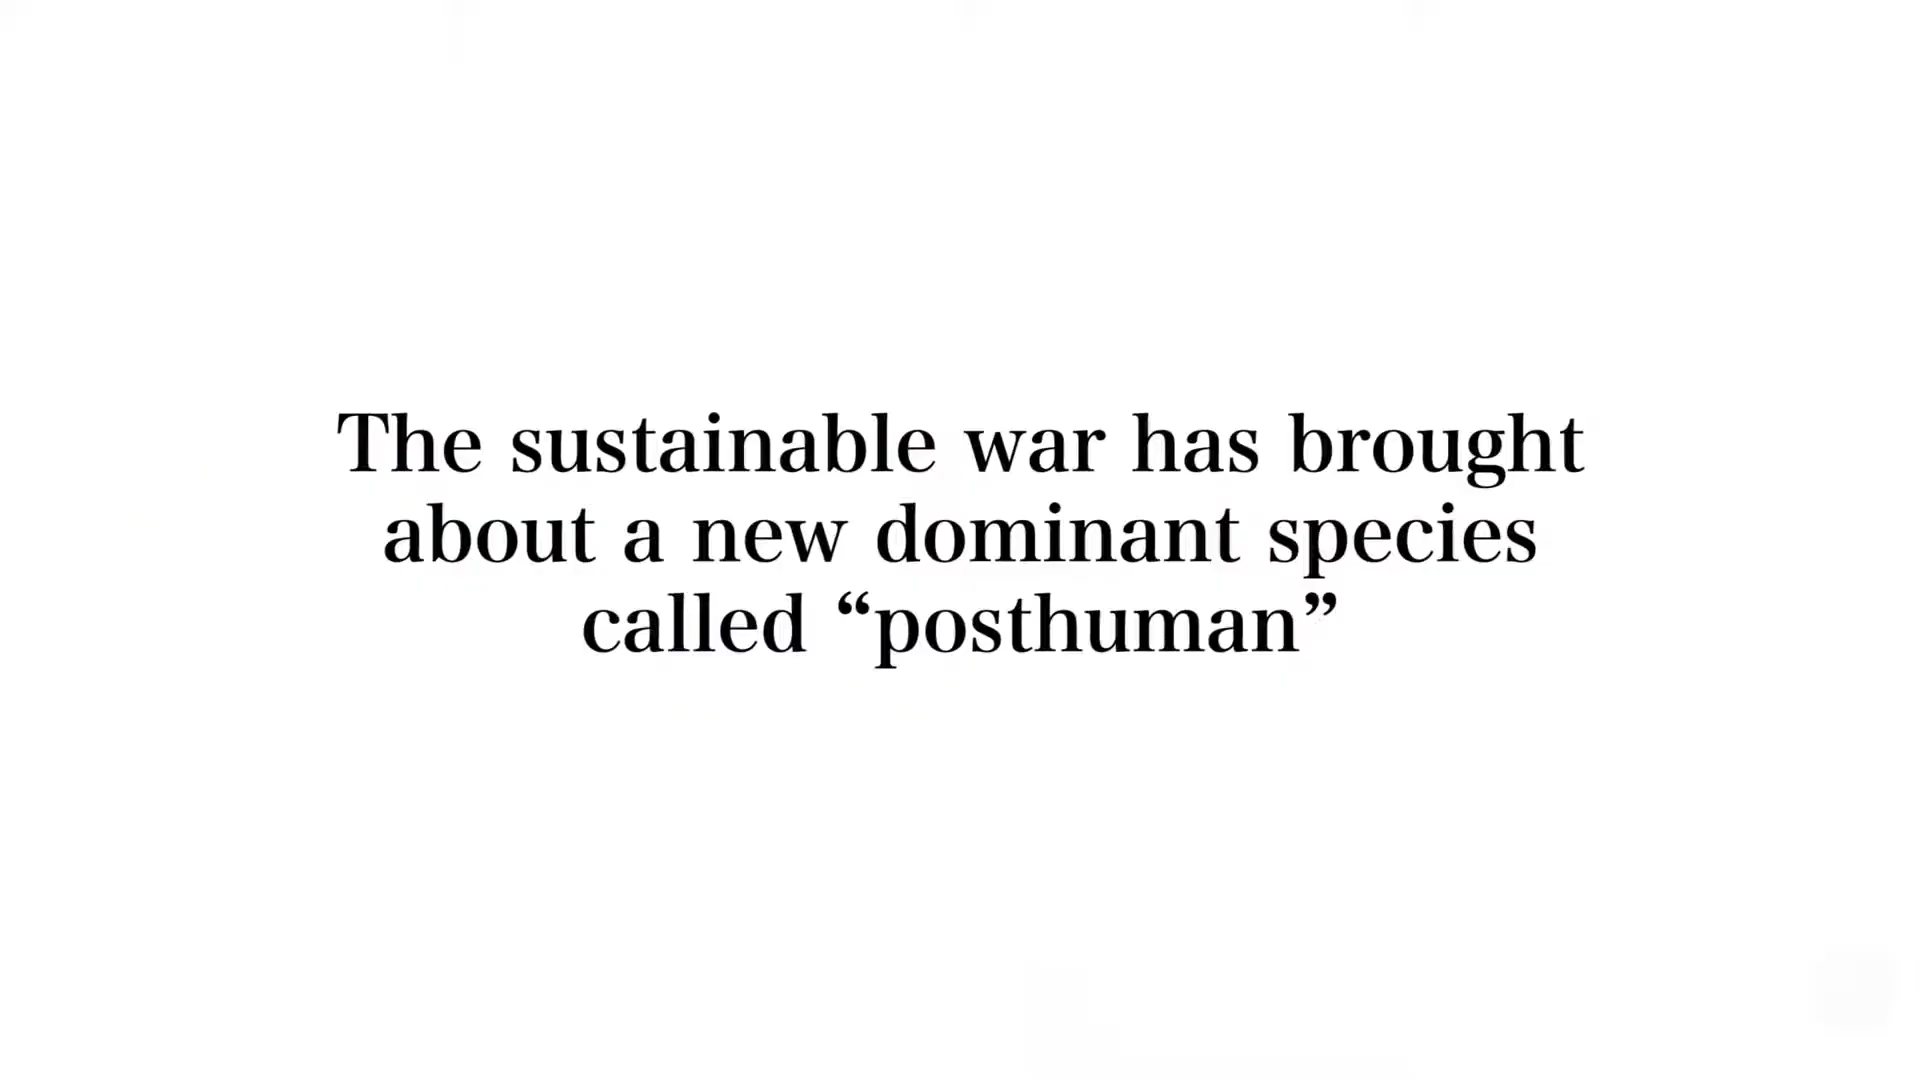 The sustainable war has brought
about a new dominant species
called “posthuman”